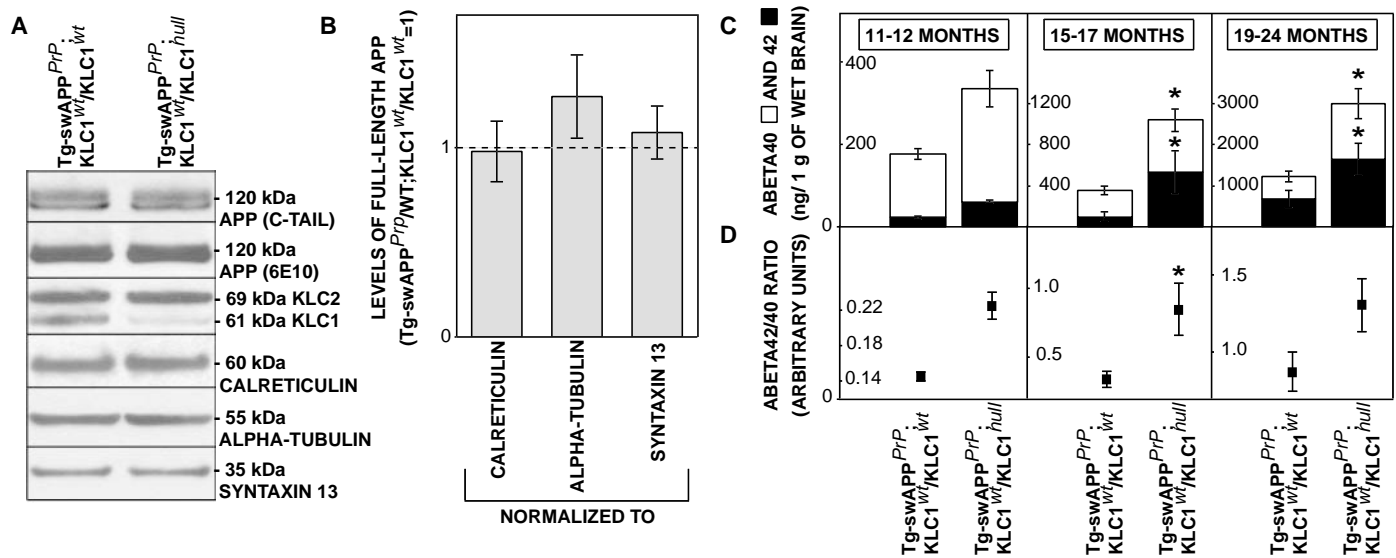 A
Tg-swAPP^PrP;
KLC1^wt/KLC1^wt
Tg-swAPP^PrP;
KLC1^wt/KLC1^hull
- 120 kDa
APP (C-TAIL)
- 120 kDa
APP (6E10)
- 69 kDa KLC2
- 61 kDa KLC1
- 60 kDa
CALRETICULIN
- 55 kDa
ALPHA-TUBULIN
- 35 kDa
SYNTAXIN 13
B
LEVELS OF FULL-LENGTH APP
(Tg-swAPP^Prp/WT;KLC1^wt/KLC1^wt=1)
1
0
CALRETICULIN
ALPHA-TUBULIN
SYNTAXIN 13
NORMALIZED TO
C
ABETA40 □ AND 42 ■
(ng/ 1 g OF WET BRAIN)
11-12 MONTHS
400
200
0
15-17 MONTHS
1200
800
400
*
*
19-24 MONTHS
3000
2000
1000
*
*
D
ABETA42/40 RATIO
(ARBITRARY UNITS)
0.22
0.18
0.14
0
1.0
0.5
*
1.5
1.0
Tg-swAPP^PrP;
KLC1^wt/KLC1^wt
Tg-swAPP^PrP;
KLC1^wt/KLC1^hull
Tg-swAPP^PrP;
KLC1^wt/KLC1^wt
Tg-swAPP^PrP;
KLC1^wt/KLC1^hull
Tg-swAPP^PrP;
KLC1^wt/KLC1^wt
Tg-swAPP^PrP;
KLC1^wt/KLC1^hull